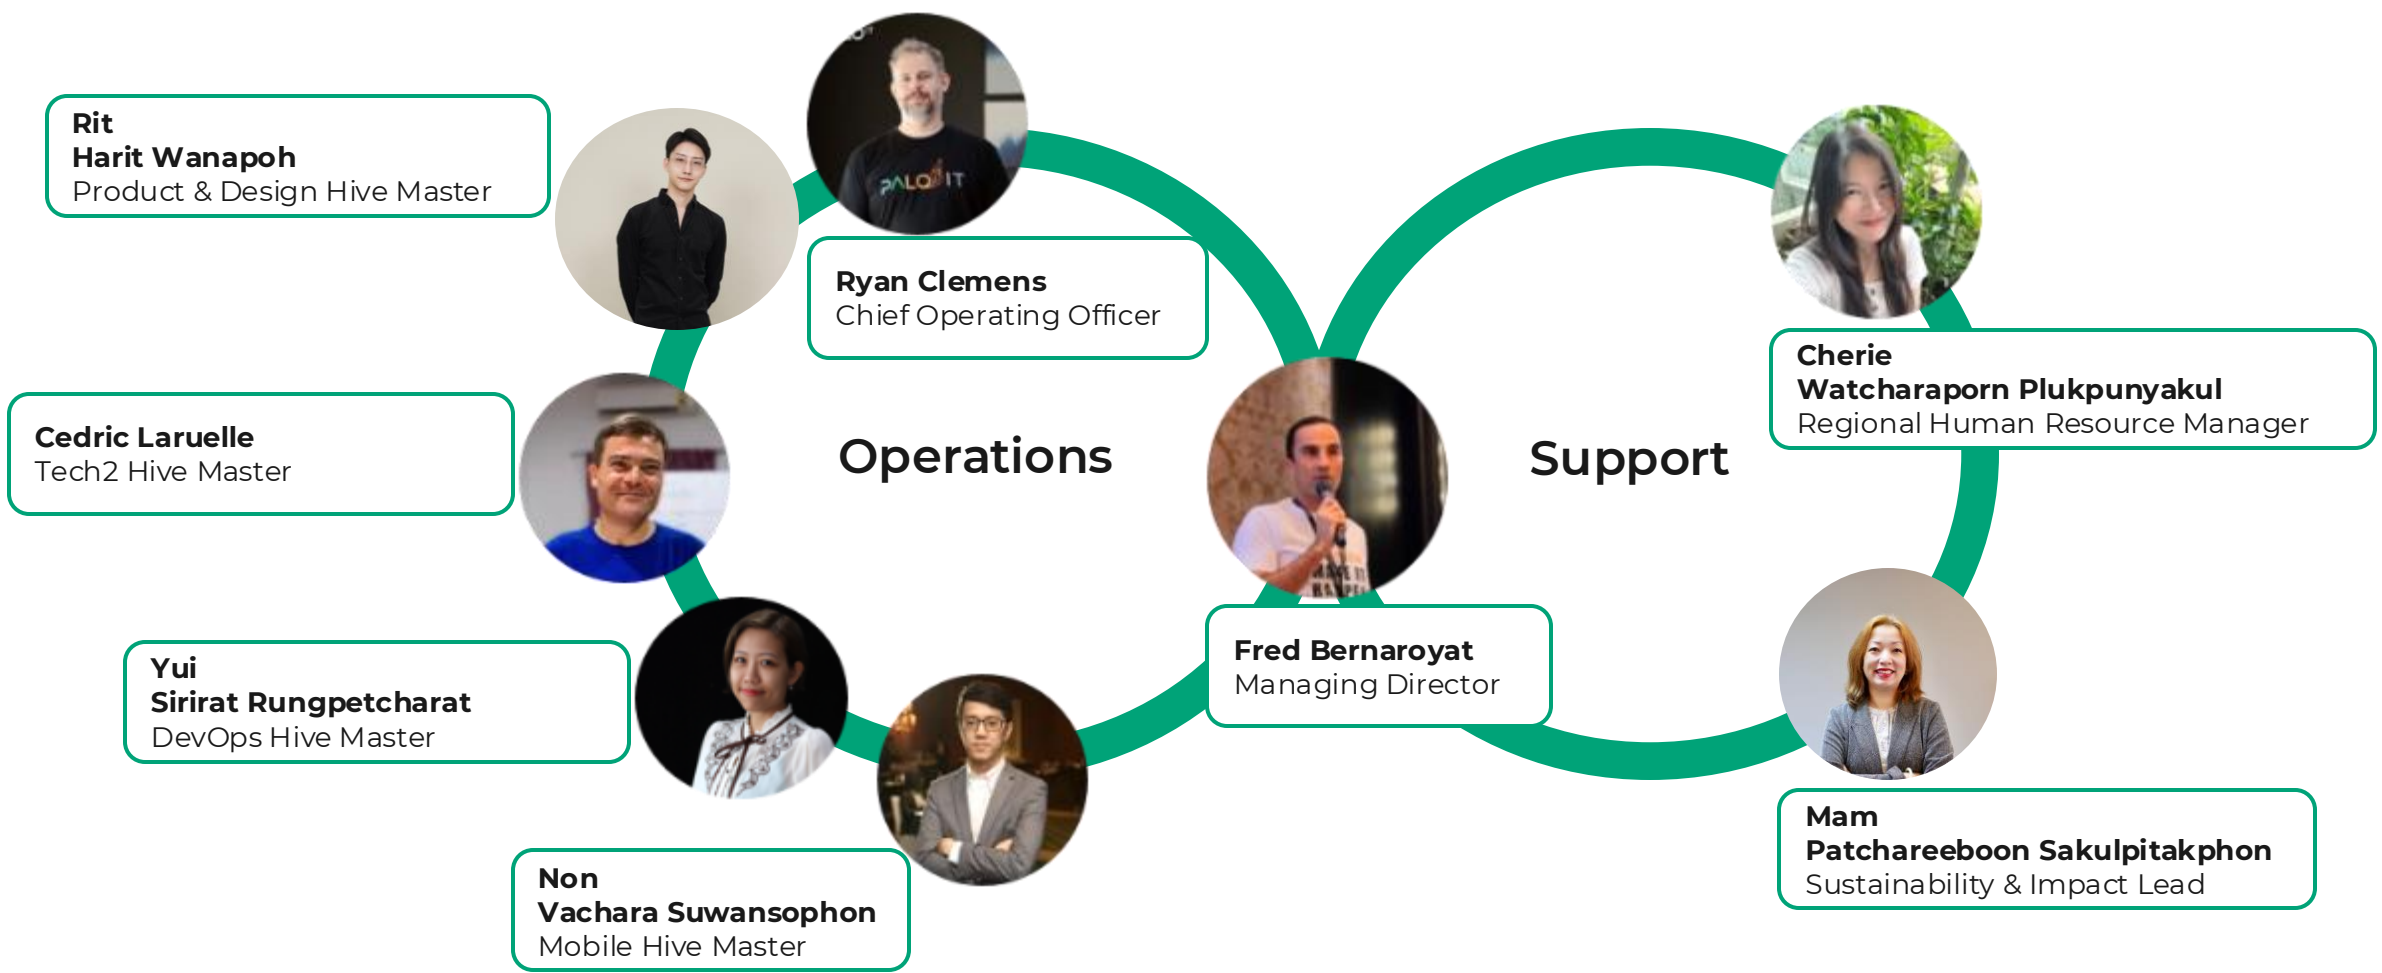 Rit
Harit Wanapoh
Product & Design Hive Master
PALO IT
Ryan Clemens
Chief Operating Officer
Cherie
Watcharaporn Plukpunyakul
Regional Human Resource Manager
Cedric Laruelle
Tech2 Hive Master
Operations
Support
Yui
Sirirat Rungpetcharat
DevOps Hive Master
Fred Bernaroyat
Managing Director
Non
Vachara Suwansophon
Mobile Hive Master
Mam
Patchareeboon Sakulpitakphon
Sustainability & Impact Lead